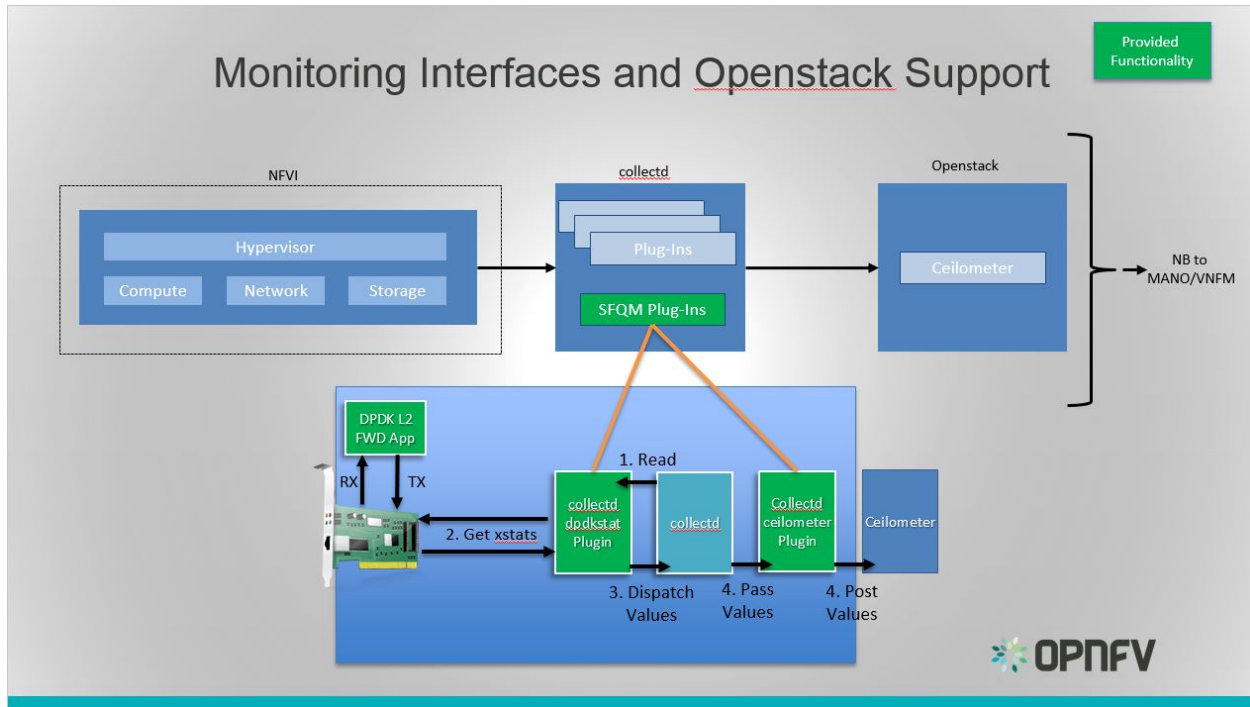 Provided
Functionality
Monitoring Interfaces and Openstack Support
NFVI
collectd
Openstack
Hypervisor
Compute
Network
Storage
Plug-Ins
SFQM Plug-Ins
Ceilometer
NB to
MANO/VNFM
DPDK L2
FWD App
RX
TX
1. Read
2. Get xstats
collectd
dpdkstat
Plugin
collectd
Collectd
ceilometer
Plugin
Ceilometer
3. Dispatch
Values
4. Pass
Values
4. Post
Values
OPNFV